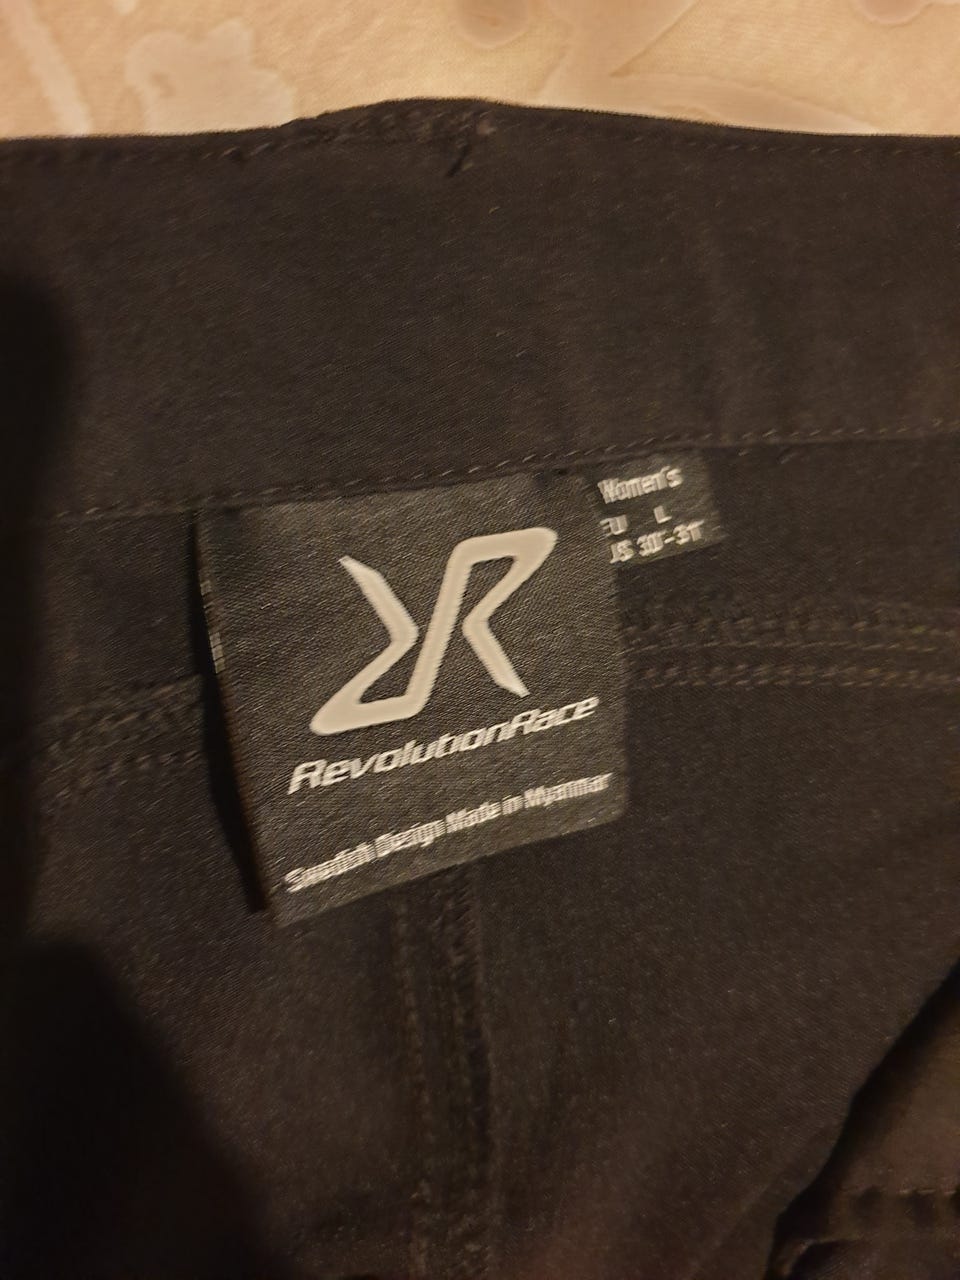 Women's
EU L
US 30"-31"
RevolutionRace
Swedish Design Made in Myanmar